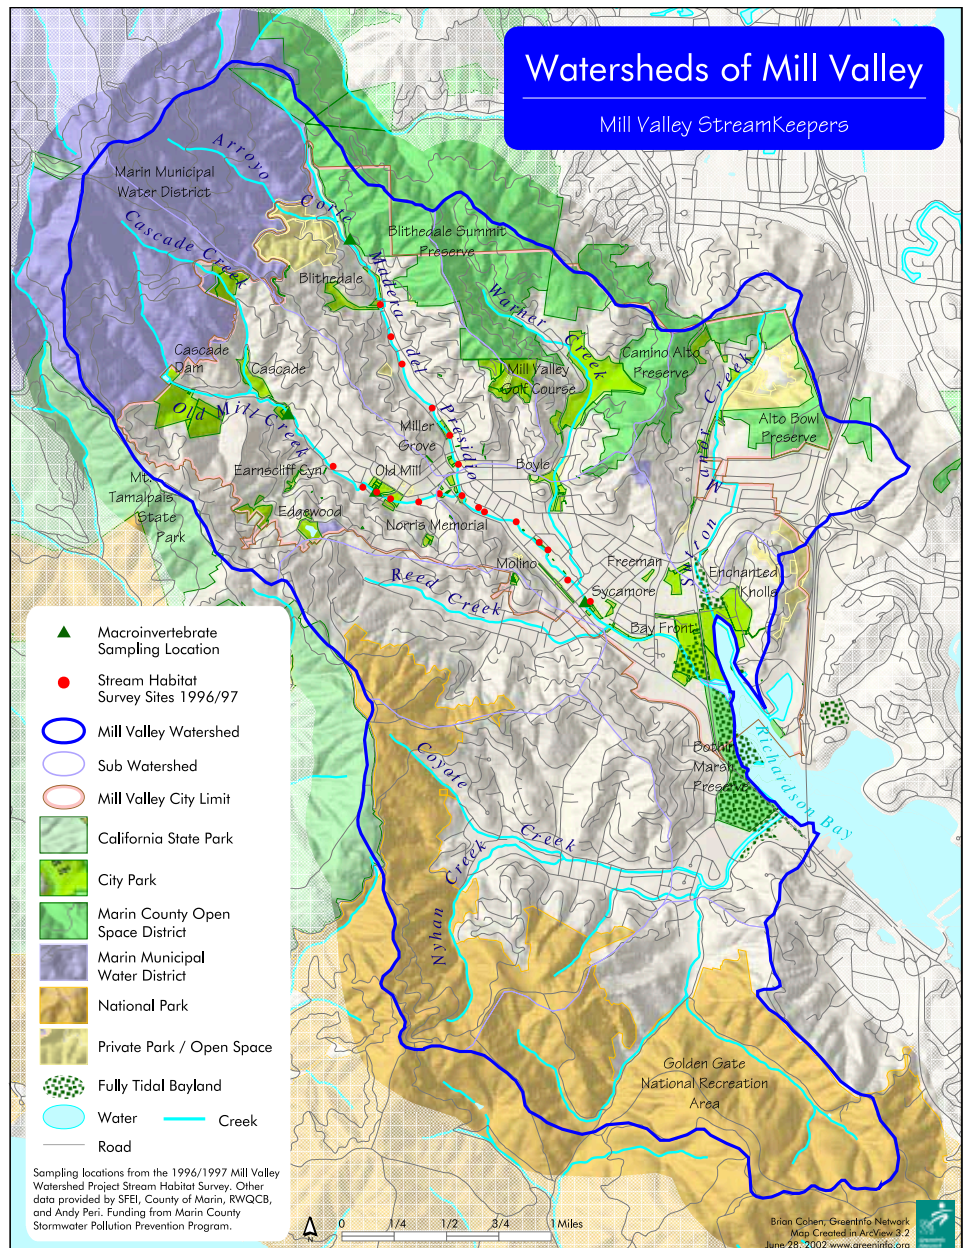 Watersheds of Mill Valley
Mill Valley StreamKeepers
Marin Municipal
Water District
Arroyo Corte Madera del Presidio
Cascade Creek
Blithedale Summit
Preserve
Blithedale
Warner Creek
Cascade
Dam
Cascade
Old Mill Creek
Mill Valley
Golf Course
Camino Alto
Preserve
Sutton Manor Creek
Alto Bowl
Preserve
Miller
Grove
Earnscliff Cyn
Old Mill
Boyle
Mt.
Tamalpais
State
Park
Edgewood
Norris Memorial
Molino
Freeman
Enchanted
Knolls
Reed Creek
Sycamore
Bay Front
Bothin
Marsh
Preserve
Richardson Bay
Coyote Creek
Nyhan Creek
Golden Gate
National Recreation
Area
Macroinvertebrate
Sampling Location
Stream Habitat
Survey Sites 1996/97
Mill Valley Watershed
Sub Watershed
Mill Valley City Limit
California State Park
City Park
Marin County Open
Space District
Marin Municipal
Water District
National Park
Private Park / Open Space
Fully Tidal Bayland
Water
Creek
Road
Sampling locations from the 1996/1997 Mill Valley
Watershed Project Stream Habitat Survey. Other
data provided by SFEI, County of Marin, RWQCB,
and Andy Peri. Funding from Marin County
Stormwater Pollution Prevention Program.
N
0 1/4 1/2 3/4 1 Miles
Brian Cohen, GreenInfo Network
Map Created in ArcView 3.2
June 28, 2002 www.greeninfo.org